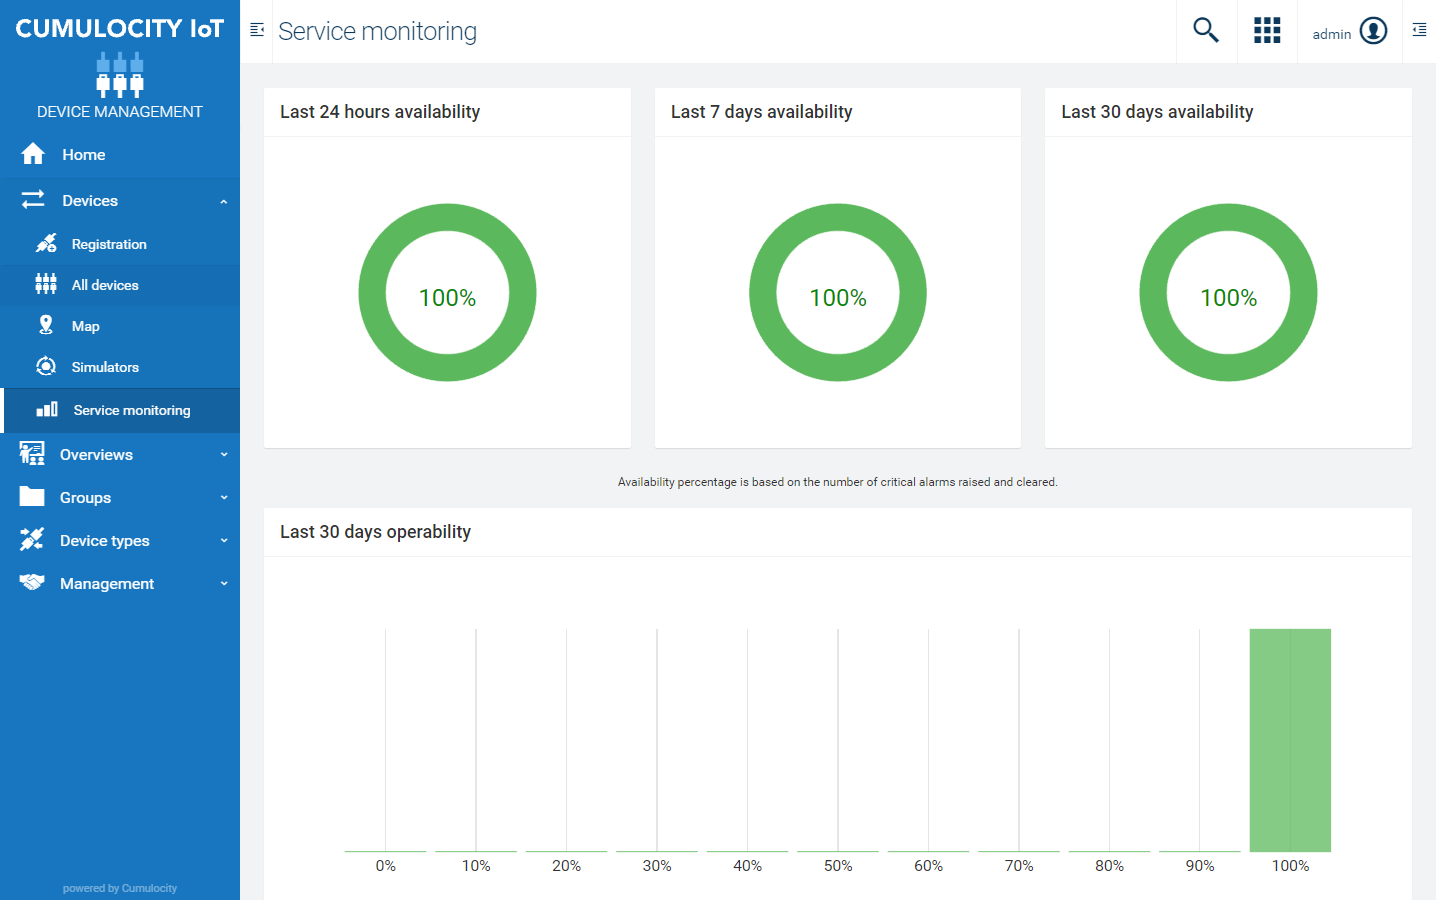 CUMULOCITY IoT
DEVICE MANAGEMENT
Home
Devices
Registration
All devices
Map
Simulators
Service monitoring
Overviews
Groups
Device types
Management
powered by Cumulocity
Service monitoring
admin
Last 24 hours availability
100%
Last 7 days availability
100%
Last 30 days availability
100%
Availability percentage is based on the number of critical alarms raised and cleared.
Last 30 days operability
0% 10% 20% 30% 40% 50% 60% 70% 80% 90% 100%